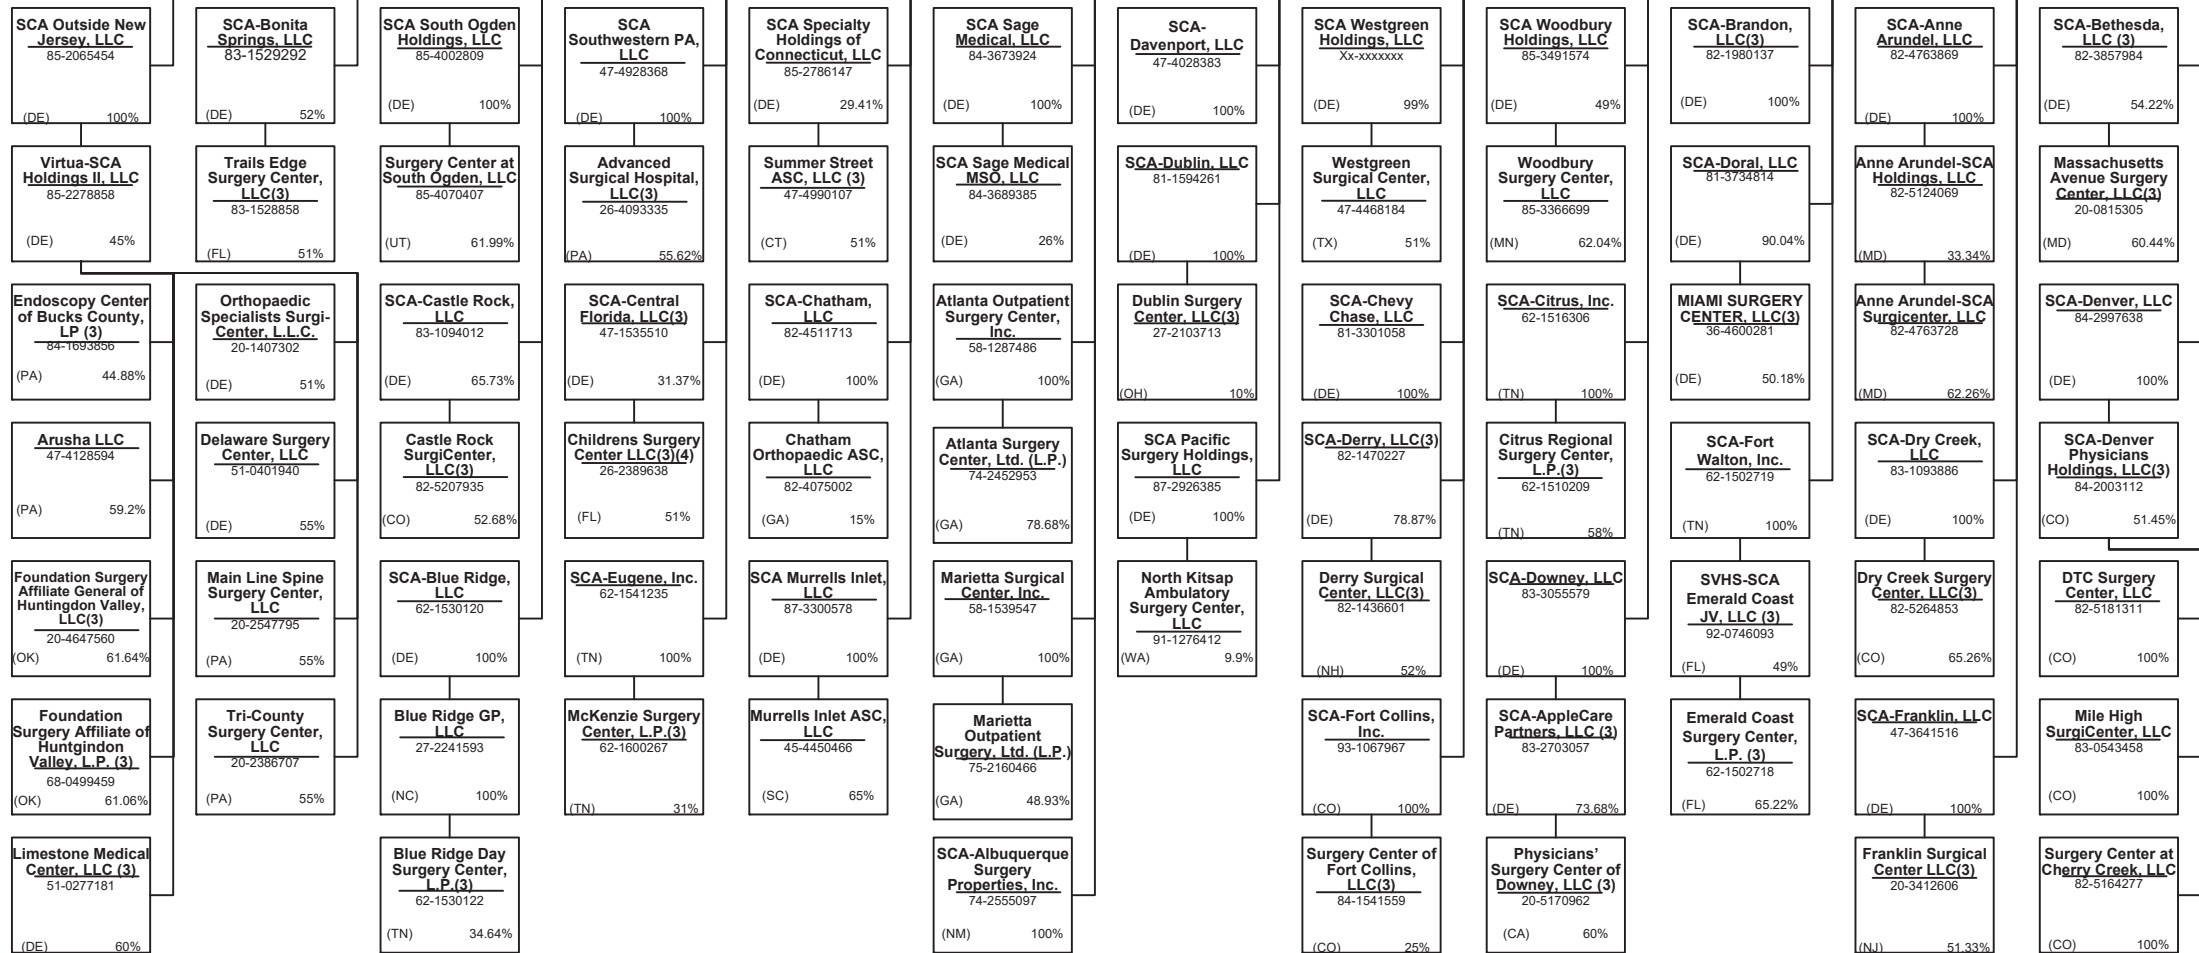 SCA Outside New
Jersey, LLC
85-2065454
(DE) 100%
Virtua-SCA
Holdings II, LLC
85-2278858
(DE) 45%
Endoscopy Center
of Bucks County,
LP (3)
84-1693856
(PA) 44.88%
Arusha LLC
47-4128594
(PA) 59.2%
Foundation Surgery
Affiliate General of
Huntingdon Valley,
LLC(3)
20-4647560
(OK) 61.64%
Foundation
Surgery Affiliate of
Huntgindon
Valley, L.P. (3)
68-0499459
(OK) 61.06%
Limestone Medical
Center, LLC (3)
51-0277181
(DE) 60%
SCA-Bonita
Springs, LLC
83-1529292
(DE) 52%
Trails Edge
Surgery Center,
LLC(3)
83-1528858
(FL) 51%
Orthopaedic
Specialists Surgi-
Center, L.L.C.
20-1407302
(DE) 51%
Delaware Surgery
Center, LLC
51-0401940
(DE) 55%
Main Line Spine
Surgery Center,
LLC
20-2547795
(PA) 55%
Tri-County
Surgery Center,
LLC
20-2386707
(PA) 55%
SCA South Ogden
Holdings, LLC
85-4002809
(DE) 100%
Surgery Center at
South Ogden, LLC
85-4070407
(UT) 61.99%
SCA-Castle Rock,
LLC
83-1094012
(DE) 65.73%
Castle Rock
SurgiCenter,
LLC(3)
82-5207935
(CO) 52.68%
SCA-Blue Ridge,
LLC
62-1530120
(DE) 100%
Blue Ridge GP,
LLC
27-2241593
(NC) 100%
Blue Ridge Day
Surgery Center,
L.P.(3)
62-1530122
(TN) 34.64%
SCA
Southwestern PA,
LLC
47-4928368
(DE) 100%
Advanced
Surgical Hospital,
LLC(3)
26-4093335
(PA) 55.62%
SCA-Central
Florida, LLC(3)
47-1535510
(DE) 31.37%
Childrens Surgery
Center LLC(3)(4)
26-2389638
(FL) 51%
SCA-Eugene, Inc.
62-1541235
(TN) 100%
McKenzie Surgery
Center, L.P.(3)
62-1600267
(TN) 31%
SCA Specialty
Holdings of
Connecticut, LLC
85-2786147
(DE) 29.41%
Summer Street
ASC, LLC (3)
47-4990107
(CT) 51%
SCA-Chatham,
LLC
82-4511713
(DE) 100%
Chatham
Orthopaedic ASC,
LLC
82-4075002
(GA) 15%
SCA Murrells Inlet,
LLC
87-3300578
(DE) 100%
Murrells Inlet ASC,
LLC
45-4450466
(SC) 65%
SCA Sage
Medical, LLC
84-3673924
(DE) 100%
SCA Sage Medical
MSO, LLC
84-3689385
(DE) 26%
Atlanta Outpatient
Surgery Center,
Inc.
58-1287486
(GA) 100%
Atlanta Surgery
Center, Ltd. (L.P.)
74-2452953
(GA) 78.68%
Marietta Surgical
Center, Inc.
58-1539547
(GA) 100%
Marietta
Outpatient
Surgery, Ltd. (L.P.)
75-2160466
(GA) 48.93%
SCA-Albuquerque
Surgery
Properties, Inc.
74-2555097
(NM) 100%
SCA-
Davenport, LLC
47-4028383
(DE) 100%
SCA-Dublin, LLC
81-1594261
(DE) 100%
Dublin Surgery
Center, LLC(3)
27-2103713
(OH) 10%
SCA Pacific
Surgery Holdings,
LLC
87-2926385
(DE) 100%
North Kitsap
Ambulatory
Surgery Center,
LLC
91-1276412
(WA) 9.9%
SCA Westgreen
Holdings, LLC
Xx-xxxxxxx
(DE) 99%
Westgreen
Surgical Center,
LLC
47-4468184
(TX) 51%
SCA-Chevy
Chase, LLC
81-3301058
(DE) 100%
SCA-Derry, LLC(3)
82-1470227
(DE) 78.87%
Derry Surgical
Center, LLC(3)
82-1436601
(NH) 52%
SCA-Fort Collins,
Inc.
93-1067967
(CO) 100%
Surgery Center of
Fort Collins,
LLC(3)
84-1541559
(CO) 25%
SCA Woodbury
Holdings, LLC
85-3491574
(DE) 49%
Woodbury
Surgery Center,
LLC
85-3366699
(MN) 62.04%
SCA-Citrus, Inc.
62-1516306
(TN) 100%
Citrus Regional
Surgery Center,
L.P.(3)
62-1510209
(TN) 58%
SCA-Downey, LLC
83-3055579
(DE) 100%
SCA-AppleCare
Partners, LLC (3)
83-2703057
(DE) 73.68%
Physicians’
Surgery Center of
Downey, LLC (3)
20-5170962
(CA) 60%
SCA-Brandon,
LLC(3)
82-1980137
(DE) 100%
SCA-Doral, LLC
81-3734814
(DE) 90.04%
MIAMI SURGERY
CENTER, LLC(3)
36-4600281
(DE) 50.18%
SCA-Fort
Walton, Inc.
62-1502719
(TN) 100%
SVHS-SCA
Emerald Coast
JV, LLC (3)
92-0746093
(FL) 49%
Emerald Coast
Surgery Center,
L.P. (3)
62-1502718
(FL) 65.22%
SCA-Anne
Arundel, LLC
82-4763869
(DE) 100%
Anne Arundel-SCA
Holdings, LLC
82-5124069
(MD) 33.34%
Anne Arundel-SCA
Surgicenter, LLC
82-4763728
(MD) 62.26%
SCA-Dry Creek,
LLC
83-1093886
(DE) 100%
Dry Creek Surgery
Center, LLC(3)
82-5264853
(CO) 65.26%
SCA-Franklin, LLC
47-3641516
(DE) 100%
Franklin Surgical
Center LLC(3)
20-3412606
(NJ) 51.33%
SCA-Bethesda,
LLC (3)
82-3857984
(DE) 54.22%
Massachusetts
Avenue Surgery
Center, LLC(3)
20-0815305
(MD) 60.44%
SCA-Denver, LLC
84-2997638
(DE) 100%
SCA-Denver
Physicians
Holdings, LLC(3)
84-2003112
(CO) 51.45%
DTC Surgery
Center, LLC
82-5181311
(CO) 100%
Mile High
SurgiCenter, LLC
83-0543458
(CO) 100%
Surgery Center at
Cherry Creek, LLC
82-5164277
(CO) 100%